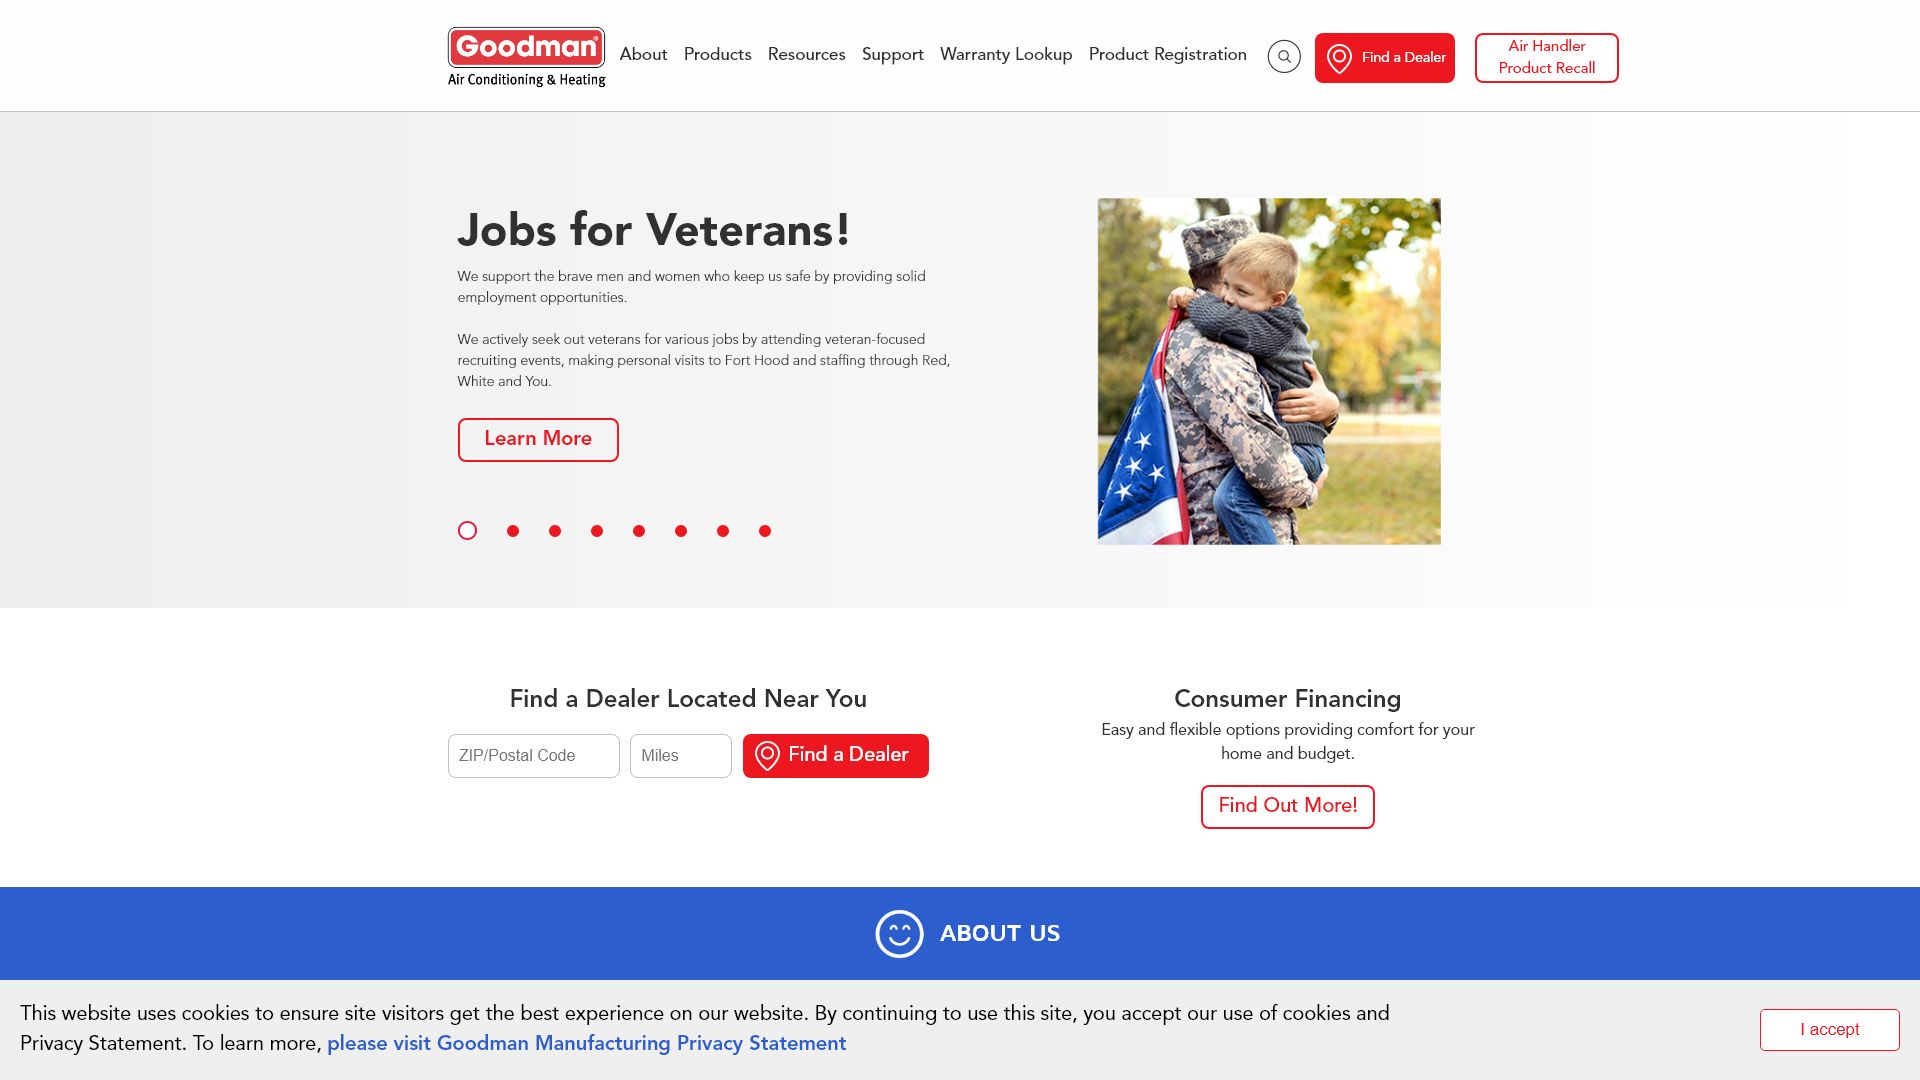 Goodman®
Air Conditioning & Heating
About
Products
Resources
Support
Warranty Lookup
Product Registration
Find a Dealer
Air Handler
Product Recall
Jobs for Veterans!
We support the brave men and women who keep us safe by providing solid
employment opportunities.
We actively seek out veterans for various jobs by attending veteran-focused
recruiting events, making personal visits to Fort Hood and staffing through Red,
White and You.
Learn More
Find a Dealer Located Near You
ZIP/Postal Code
Miles
Find a Dealer
Consumer Financing
Easy and flexible options providing comfort for your
home and budget.
Find Out More!
ABOUT US
This website uses cookies to ensure site visitors get the best experience on our website. By continuing to use this site, you accept our use of cookies and
Privacy Statement. To learn more, please visit Goodman Manufacturing Privacy Statement
I accept